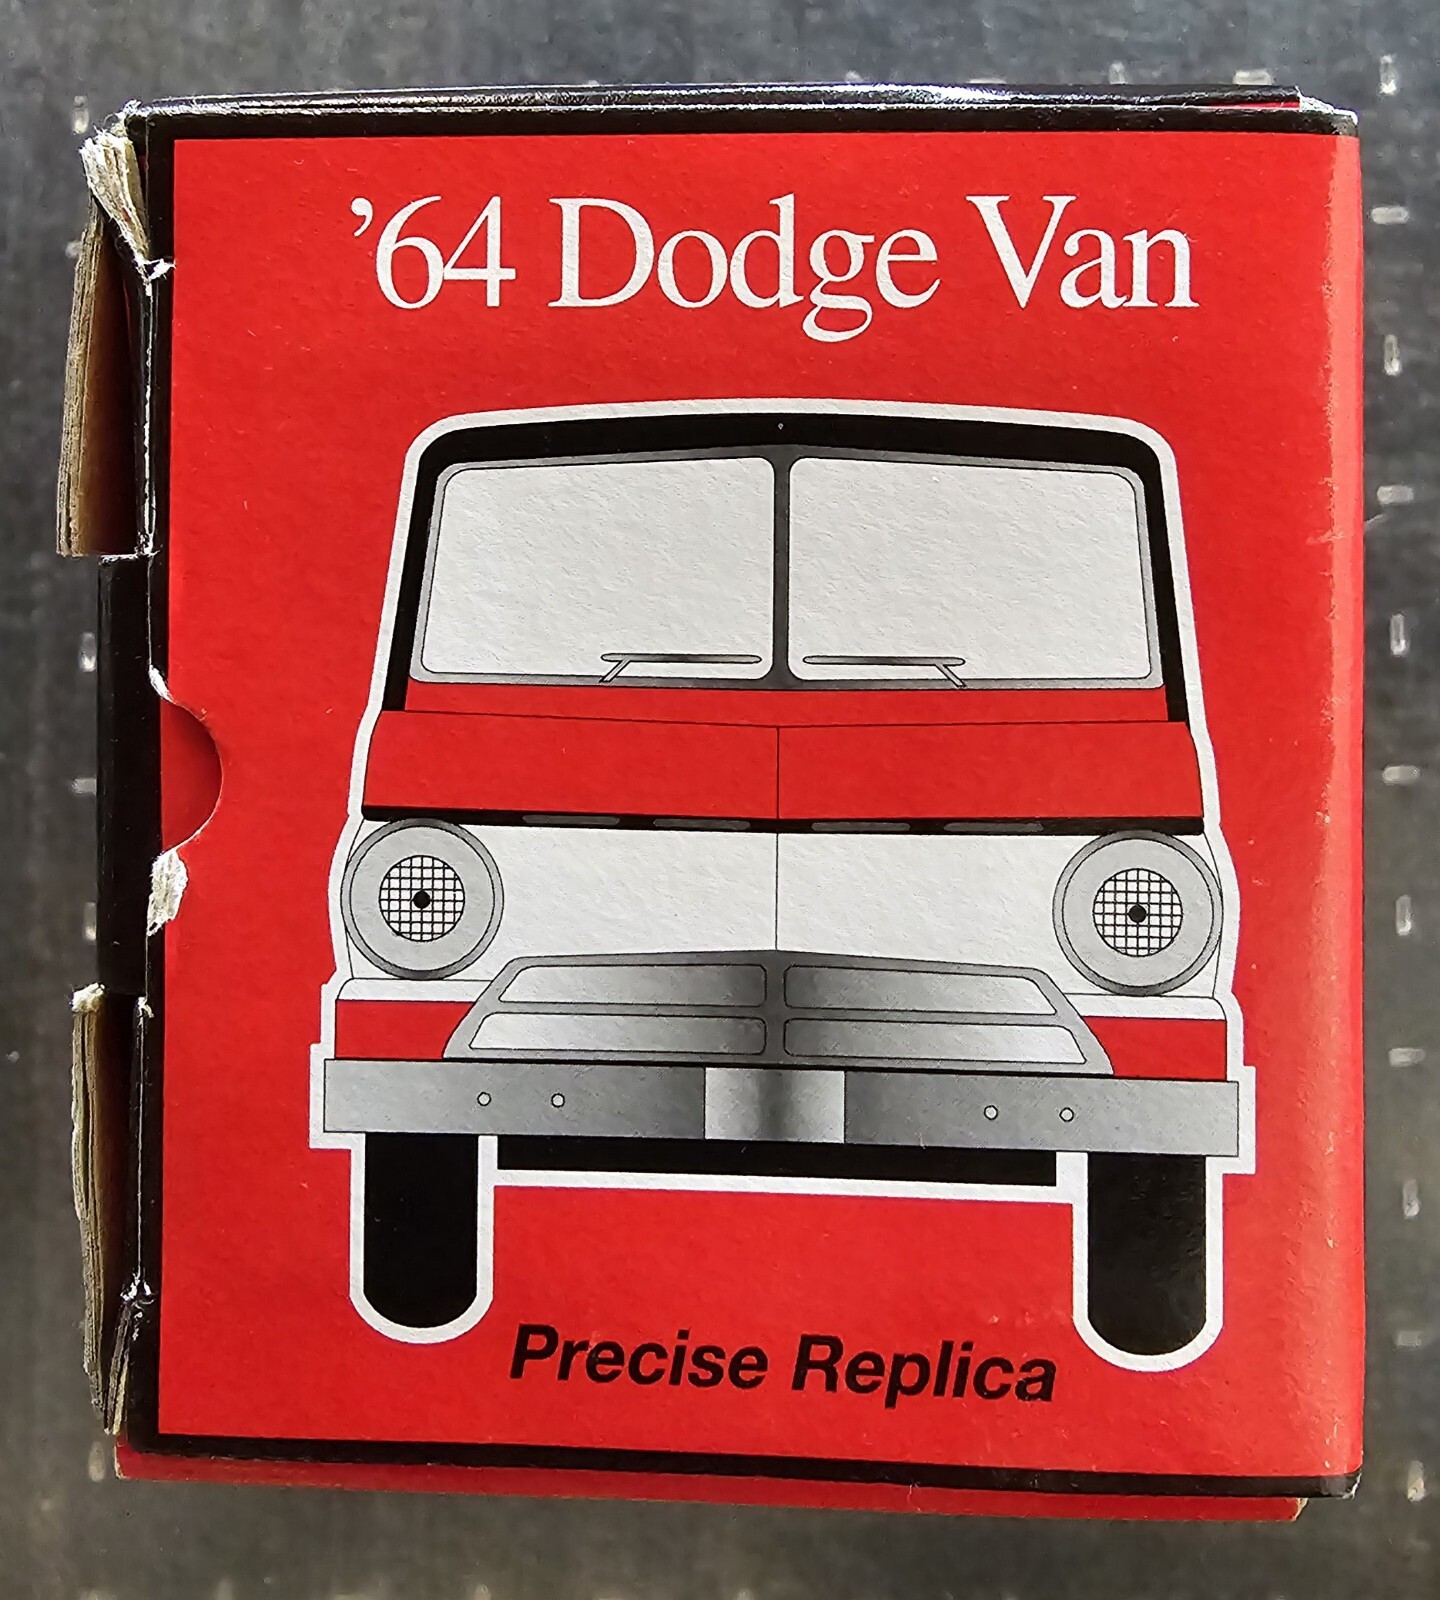 ’64 Dodge Van
Precise Replica